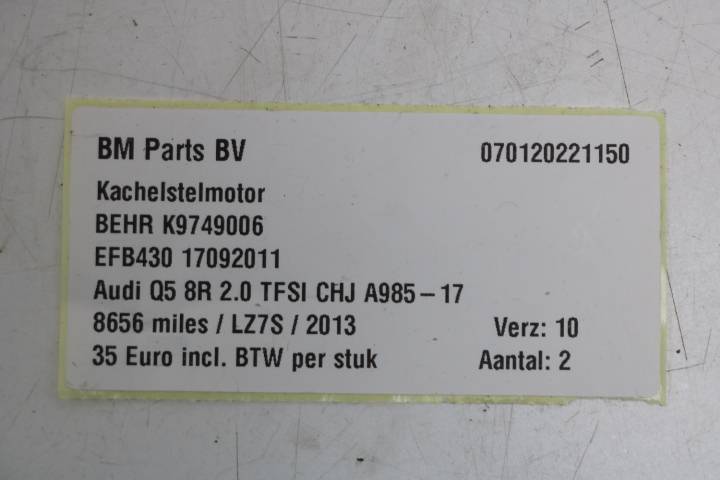 BM Parts BV 070120221150
Kachelstelmotor
BEHR K9749006
EFB430 17092011
Audi Q5 8R 2.0 TFSI CHJ A985-17
8656 miles / LZ7S / 2013 Verz: 10
35 Euro incl. BTW per stuk Aantal: 2